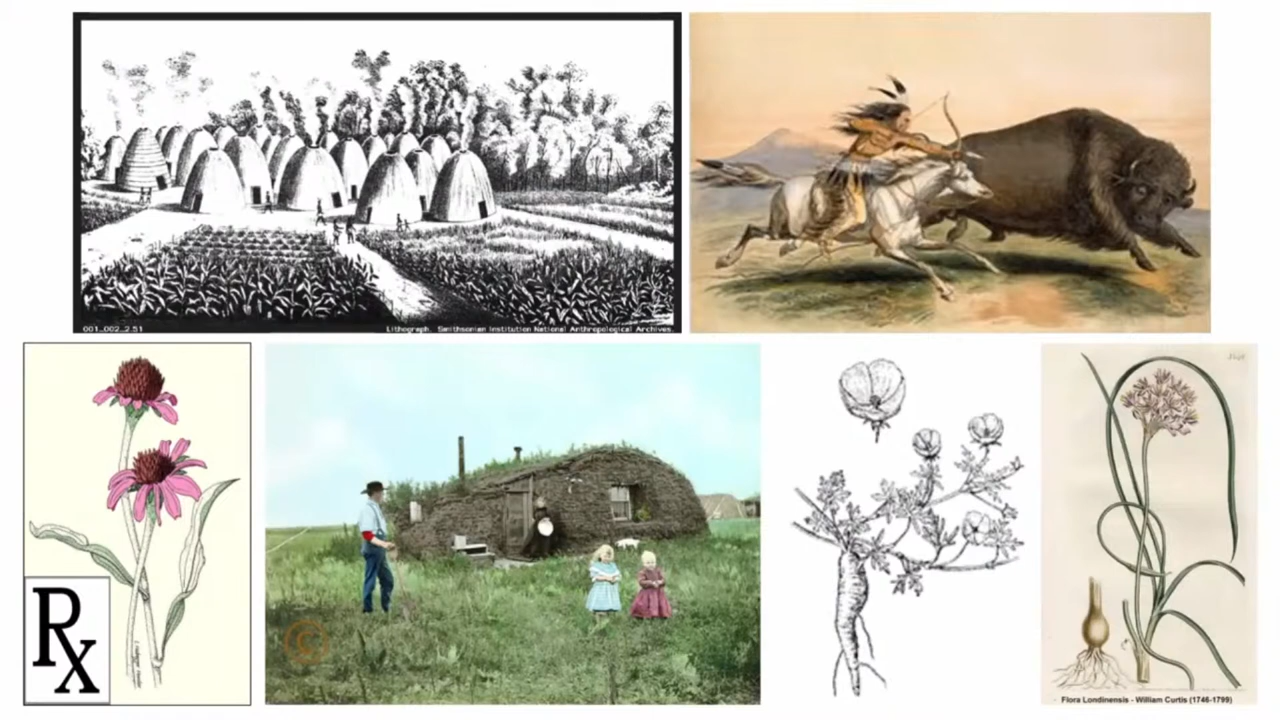 001_002_2.51
Lithograph. Smithsonian Institution National Anthropological Archives.
Rx
©
Flora Londinensis - William Curtis (1746-1799)